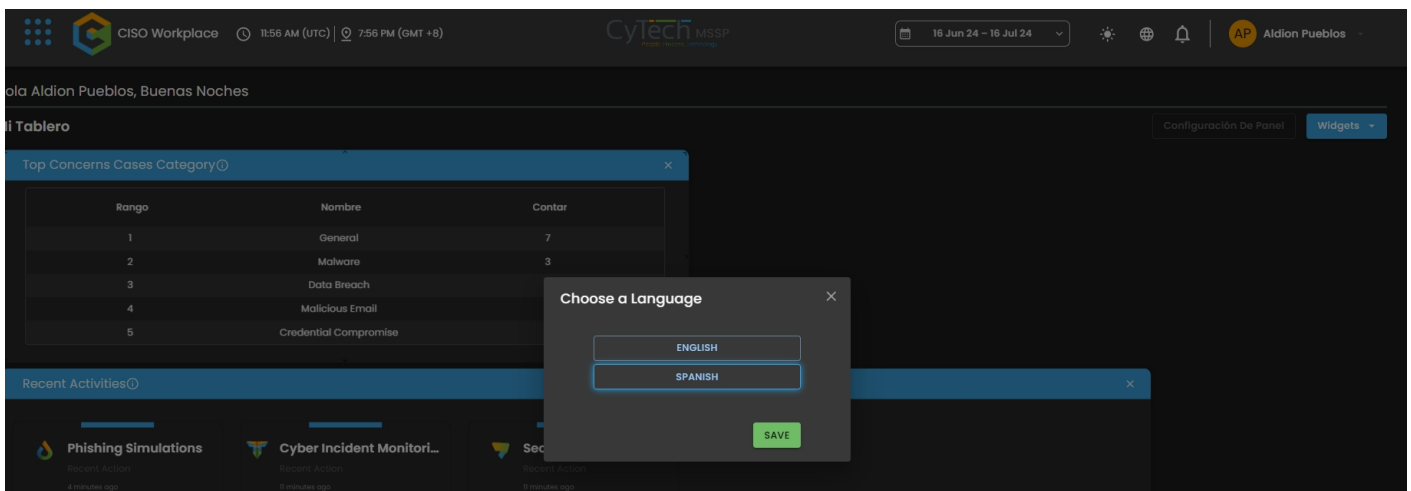 CISO Workplace 11:56 AM (UTC) | 7:56 PM (GMT +8) CyTech MSSP 16 Jun 24 – 16 Jul 24 AP Aldion Pueblos
ola Aldion Pueblos, Buenas Noches
li Tablero Configuración De Panel Widgets
Top Concerns Cases Category
Rango Nombre Contar
1 General 7
2 Malware 3
3 Data Breach
4 Malicious Email
5 Credential Compromise
Choose a Language
ENGLISH
SPANISH
SAVE
Recent Activities
Phishing Simulations Cyber Incident Monitori... Sec
Recent Action Recent Action Recent Action
4 minutes ago 11 minutes ago 11 minutes ago